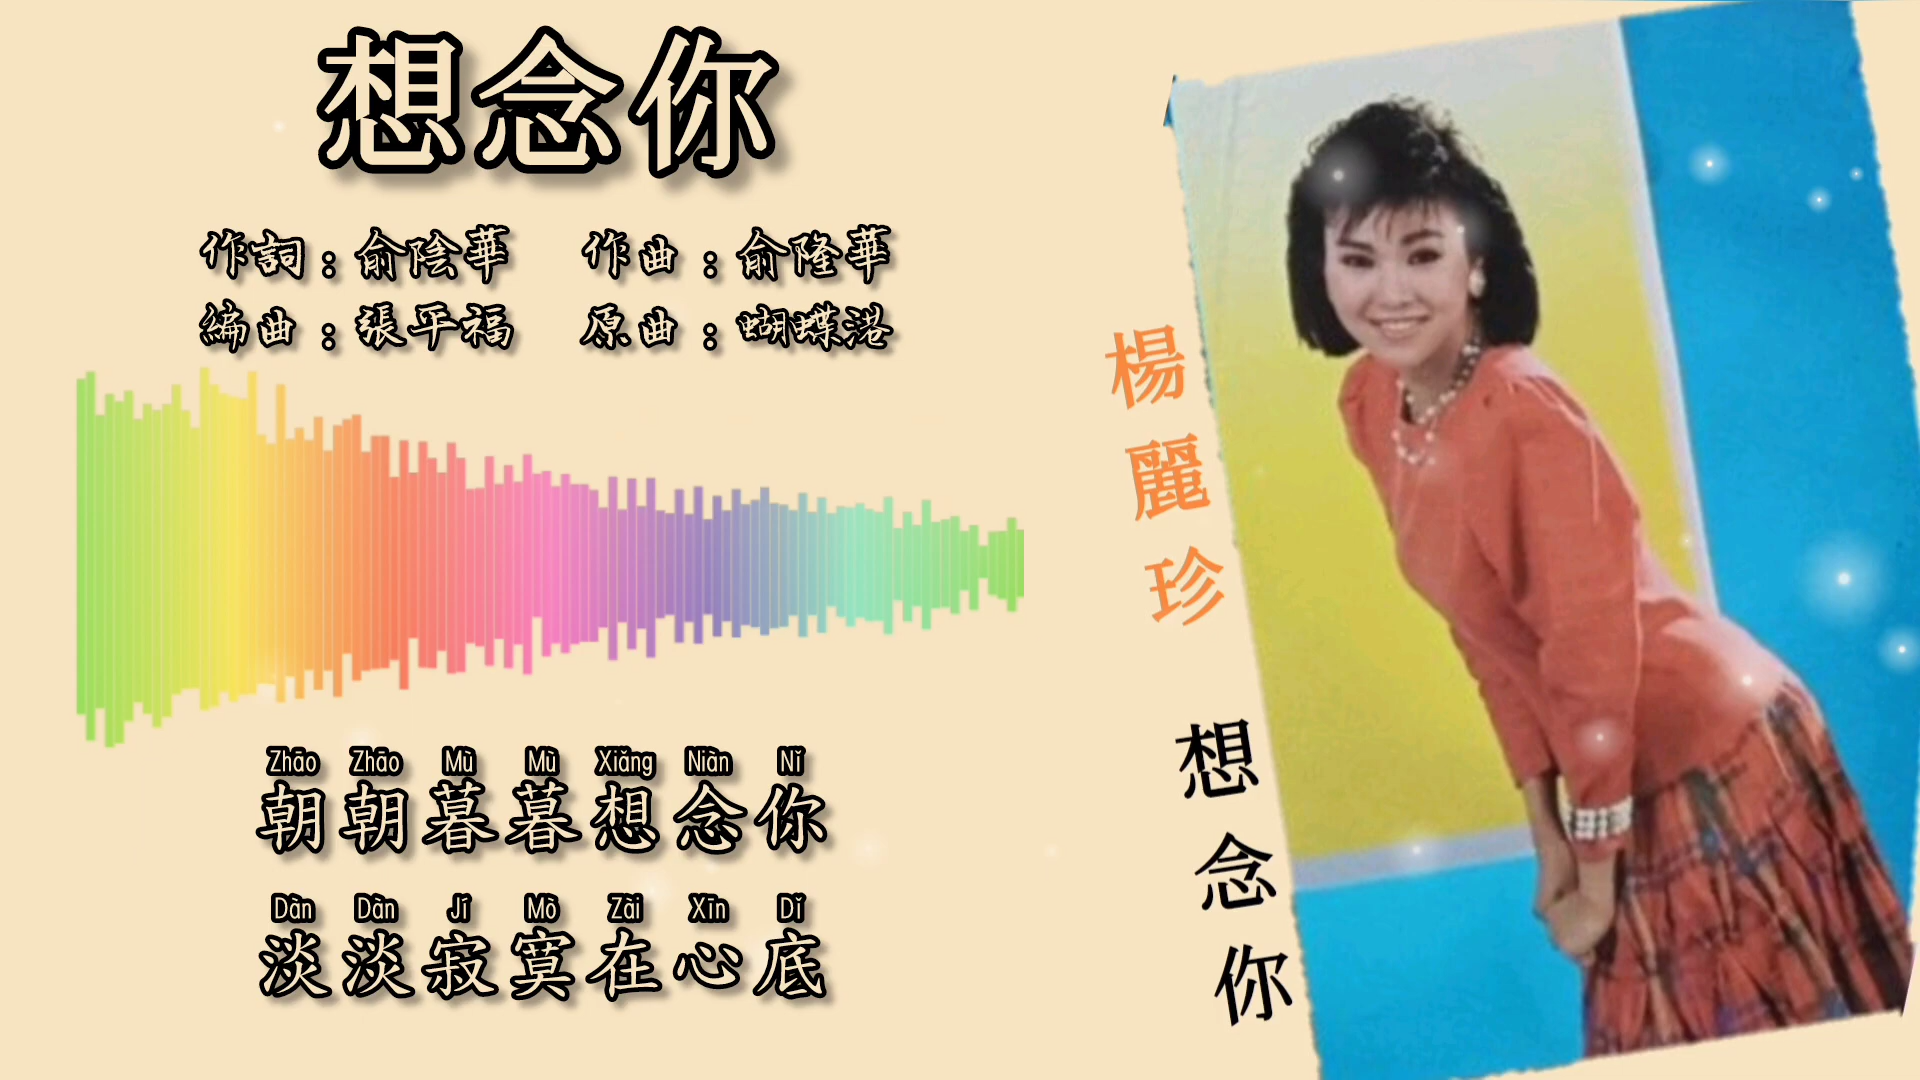 想念你
作詞：俞陰華 作曲：俞隆華
編曲：張平福 原曲：蝴蝶港
Zhāo Zhāo Mù Mù Xiǎng Niàn Nǐ
朝朝暮暮想念你
Dàn Dàn Jí Mò Zài Xīn Dǐ
淡淡寂寞在心底
楊麗珍
想念你